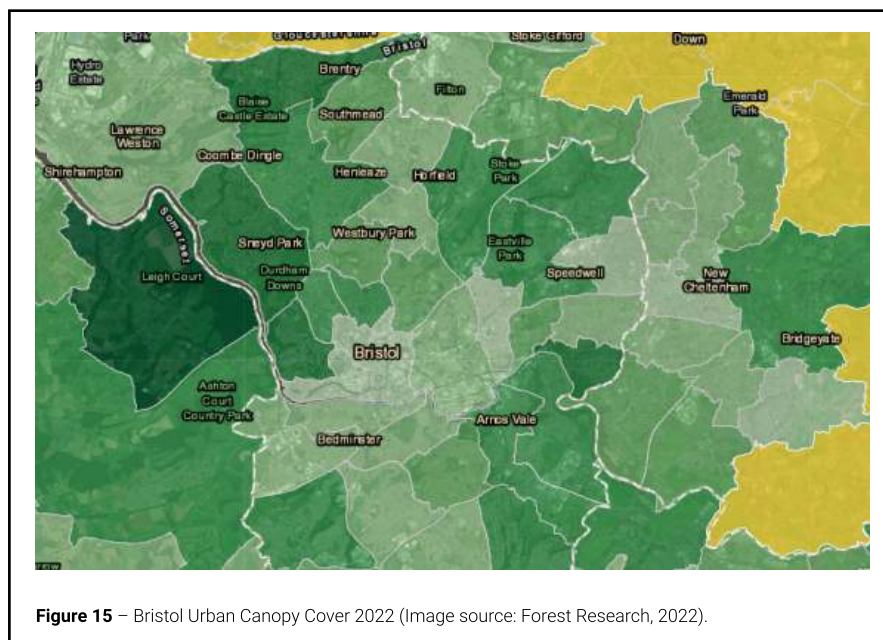 Park
Gloucestershire
Bristol
Stoke Gifford
Down
Hydro
Estate
Brentry
Filton
Blaise
Castle Estate
Southmead
Emerald
Park
Lawrence
Weston
Coombe Dingle
Shirehampton
Henleaze
Horfield
Stoke
Park
Somerset
Sneyd Park
Westbury Park
Eastville
Park
Leigh Court
Durdham
Downs
Speedwell
New
Cheltenham
Bristol
Bridgeyate
Ashton
Court
Country Park
Arnos Vale
Bedminster
Figure 15 – Bristol Urban Canopy Cover 2022 (Image source: Forest Research, 2022).